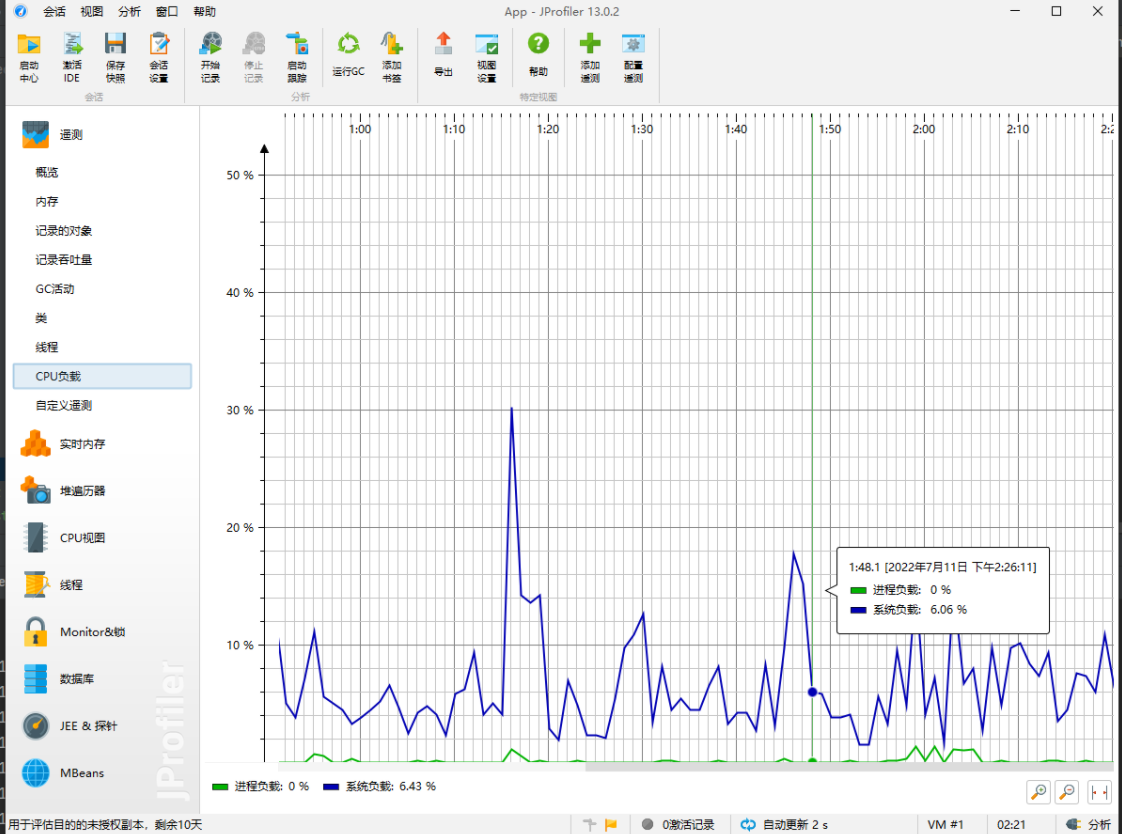 会话 视图 分析 窗口 帮助 App - JProfiler 13.0.2
启动中心 激活IDE 保存快照 会话设置 开始记录 停止记录 启动跟踪 运行GC 添加书签 导出 视图设置 帮助 添加遥测 配置遥测
会话 分析 特定视图
遥测
概览
内存
记录的对象
记录吞吐量
GC活动
类
线程
CPU负载
自定义遥测
实时内存
堆遍历器
CPU视图
线程
Monitor&锁
数据库
JEE & 探针
MBeans
JProfiler
1:00 1:10 1:20 1:30 1:40 1:50 2:00 2:10 2:2
50 %
40 %
30 %
20 %
10 %
1:48.1 [2022年7月11日 下午2:26:11]
进程负载: 0 %
系统负载: 6.06 %
进程负载: 0 % 系统负载: 6.43 %
用于评估目的的未授权副本，剩余10天 0激活记录 自动更新 2 s VM #1 02:21 分析